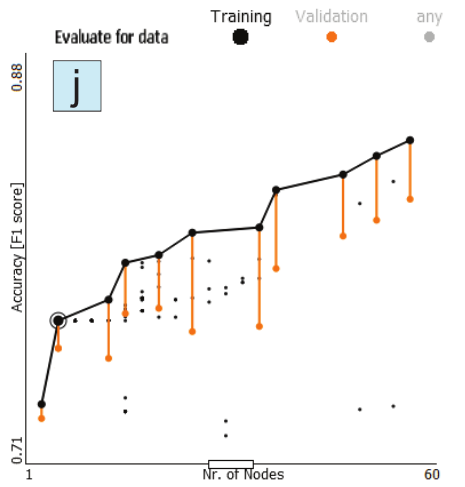 Training Validation any
Evaluate for data
j
0.88
Accuracy [F1 score]
0.71
1 Nr. of Nodes 60